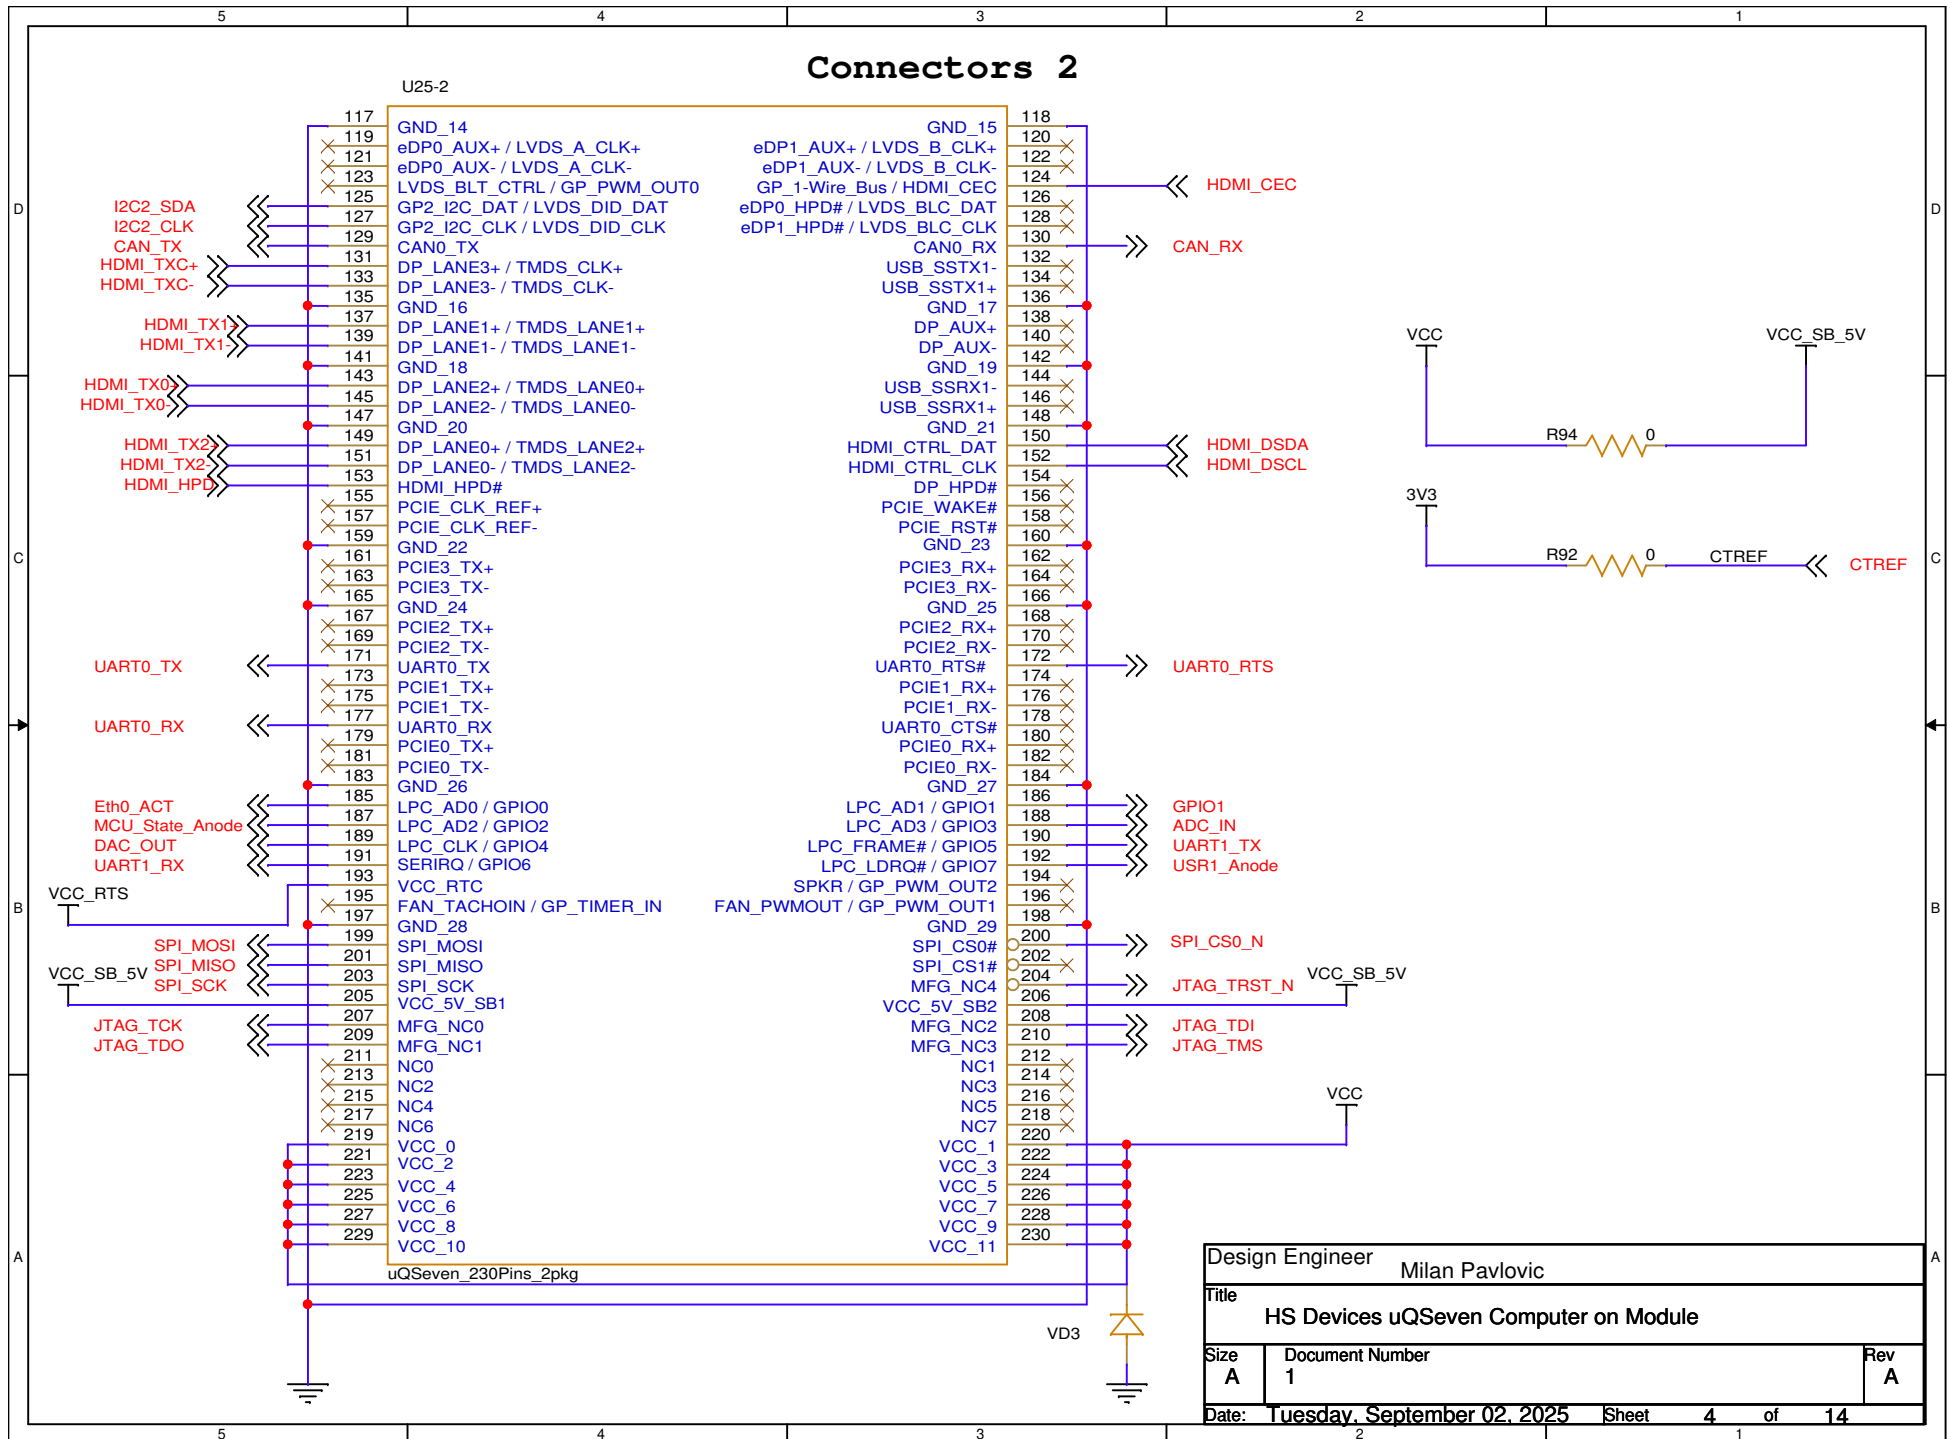 5 4 3 2 1
Connectors 2
U25-2
117 GND_14 GND_15 118
119 eDP0_AUX+ / LVDS_A_CLK+ eDP1_AUX+ / LVDS_B_CLK+ 120
121 eDP0_AUX- / LVDS_A_CLK- eDP1_AUX- / LVDS_B_CLK- 122
123 LVDS_BLT_CTRL / GP_PWM_OUT0 GP_1-Wire_Bus / HDMI_CEC 124 HDMI_CEC
D I2C2_SDA 125 GP2_I2C_DAT / LVDS_DID_DAT eDP0_HPD# / LVDS_BLC_DAT 126 D
I2C2_CLK 127 GP2_I2C_CLK / LVDS_DID_CLK eDP1_HPD# / LVDS_BLC_CLK 128
CAN_TX 129 CAN0_TX CAN0_RX 130 CAN_RX
HDMI_TXC+ 131 DP_LANE3+ / TMDS_CLK+ USB_SSTX1- 132
HDMI_TXC- 133 DP_LANE3- / TMDS_CLK- USB_SSTX1+ 134
135 GND_16 GND_17 136
HDMI_TX1+ 137 DP_LANE1+ / TMDS_LANE1+ DP_AUX+ 138
HDMI_TX1- 139 DP_LANE1- / TMDS_LANE1- DP_AUX- 140 VCC VCC_SB_5V
141 GND_18 GND_19 142
HDMI_TX0+ 143 DP_LANE2+ / TMDS_LANE0+ USB_SSRX1- 144
HDMI_TX0- 145 DP_LANE2- / TMDS_LANE0- USB_SSRX1+ 146
147 GND_20 GND_21 148
HDMI_TX2+ 149 DP_LANE0+ / TMDS_LANE2+ HDMI_CTRL_DAT 150 HDMI_DSDA R94 0
HDMI_TX2- 151 DP_LANE0- / TMDS_LANE2- HDMI_CTRL_CLK 152 HDMI_DSCL
HDMI_HPD 153 HDMI_HPD# DP_HPD# 154
155 PCIE_CLK_REF+ PCIE_WAKE# 156 3V3
157 PCIE_CLK_REF- PCIE_RST# 158
C 159 GND_22 GND_23 160 C
161 PCIE3_TX+ PCIE3_RX+ 162 R92 0 CTREF CTREF
163 PCIE3_TX- PCIE3_RX- 164
165 GND_24 GND_25 166
167 PCIE2_TX+ PCIE2_RX+ 168
169 PCIE2_TX- PCIE2_RX- 170
UART0_TX 171 UART0_TX UART0_RTS# 172 UART0_RTS
173 PCIE1_TX+ PCIE1_RX+ 174
175 PCIE1_TX- PCIE1_RX- 176
UART0_RX 177 UART0_RX UART0_CTS# 178
179 PCIE0_TX+ PCIE0_RX+ 180
181 PCIE0_TX- PCIE0_RX- 182
183 GND_26 GND_27 184
Eth0_ACT 185 LPC_AD0 / GPIO0 LPC_AD1 / GPIO1 186 GPIO1
MCU_State_Anode 187 LPC_AD2 / GPIO2 LPC_AD3 / GPIO3 188 ADC_IN
DAC_OUT 189 LPC_CLK / GPIO4 LPC_FRAME# / GPIO5 190 UART1_TX
UART1_RX 191 SERIRQ / GPIO6 LPC_LDRQ# / GPIO7 192 USR1_Anode
VCC_RTS 193 VCC_RTC SPKR / GP_PWM_OUT2 194
B 195 FAN_TACHOIN / GP_TIMER_IN FAN_PWMOUT / GP_PWM_OUT1 196 B
197 GND_28 GND_29 198
SPI_MOSI 199 SPI_MOSI SPI_CS0# 200 SPI_CS0_N
SPI_MISO 201 SPI_MISO SPI_CS1# 202
VCC_SB_5V SPI_SCK 203 SPI_SCK MFG_NC4 204 JTAG_TRST_N VCC_SB_5V
205 VCC_5V_SB1 VCC_5V_SB2 206
JTAG_TCK 207 MFG_NC0 MFG_NC2 208 JTAG_TDI
JTAG_TDO 209 MFG_NC1 MFG_NC3 210 JTAG_TMS
211 NC0 NC1 212
213 NC2 NC3 214
215 NC4 NC5 216 VCC
217 NC6 NC7 218
219 VCC_0 VCC_1 220
221 VCC_2 VCC_3 222
223 VCC_4 VCC_5 224
225 VCC_6 VCC_7 226
227 VCC_8 VCC_9 228
229 VCC_10 VCC_11 230
A A
uQSeven_230Pins_2pkg
VD3
Design Engineer Milan Pavlovic
Title
HS Devices uQSeven Computer on Module
Size Document Number Rev
A 1 A
Date: Tuesday, September 02, 2025 Sheet 4 of 14
5 4 3 2 1